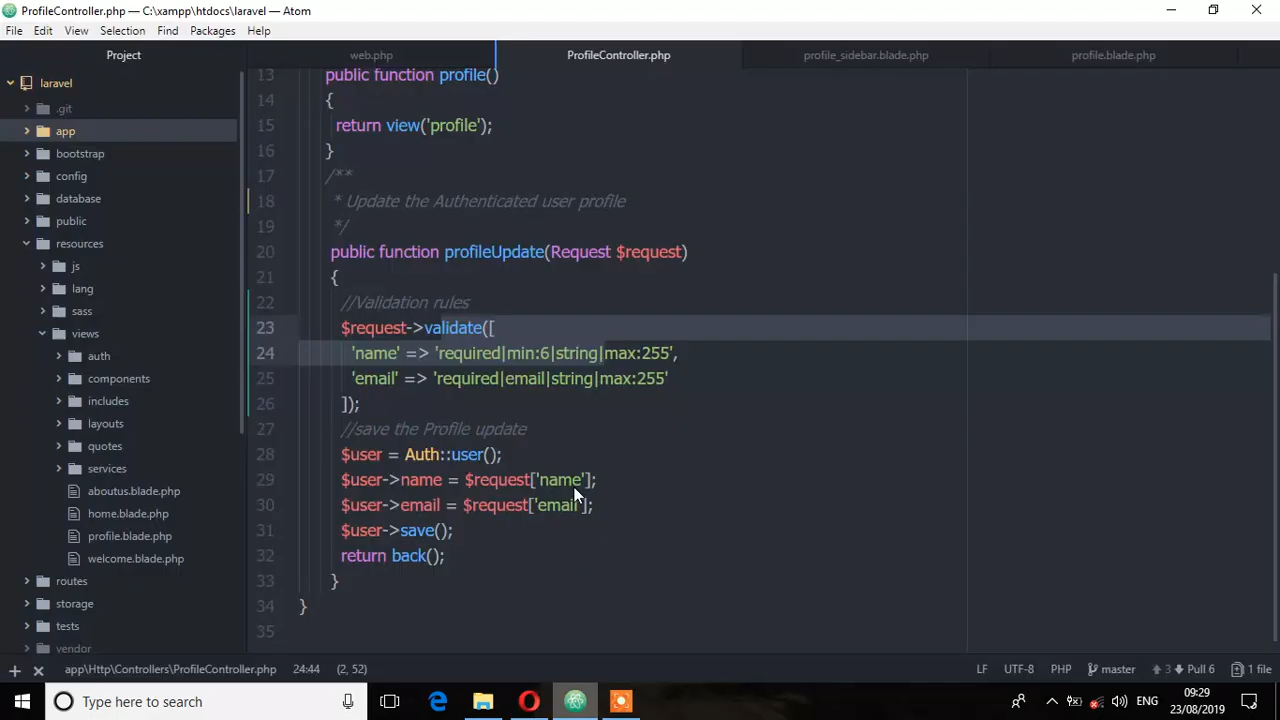 ProfileController.php — C:\xampp\htdocs\laravel — Atom
File Edit View Selection Find Packages Help
Project
web.php
ProfileController.php
profile_sidebar.blade.php
profile.blade.php
laravel
.git
app
bootstrap
config
database
public
resources
js
lang
sass
views
auth
components
includes
layouts
quotes
services
aboutus.blade.php
home.blade.php
profile.blade.php
welcome.blade.php
routes
storage
tests
vendor
13 public function profile()
14 {
15 return view('profile');
16 }
17 /**
18 * Update the Authenticated user profile
19 */
20 public function profileUpdate(Request $request)
21 {
22 //Validation rules
23 $request->validate([
24 'name' => 'required|min:6|string|max:255',
25 'email' => 'required|email|string|max:255'
26 ]);
27 //save the Profile update
28 $user = Auth::user();
29 $user->name = $request['name'];
30 $user->email = $request['email'];
31 $user->save();
32 return back();
33 }
34 }
35
app\Http\Controllers\ProfileController.php 24:44 (2, 52) LF UTF-8 PHP master 3 Pull 6 1 file
Type here to search
ENG
09:29
23/08/2019